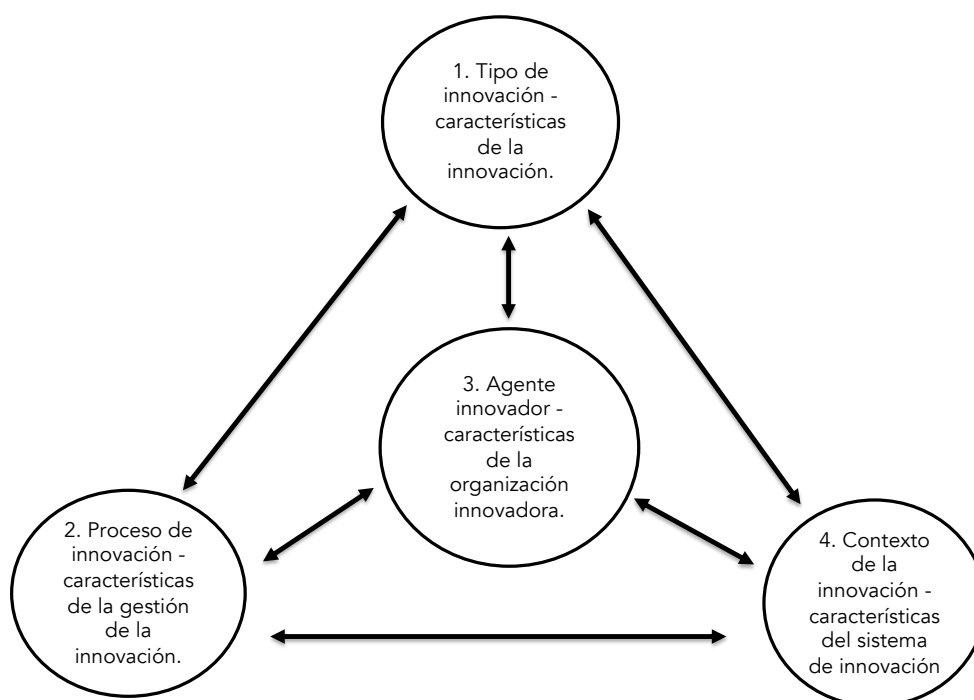 1. Tipo de
innovación -
características
de la
innovación.
3. Agente
innovador -
características
de la
organización
innovadora.
2. Proceso de
innovación -
características
de la gestión
de la
innovación.
4. Contexto
de la
innovación -
características
del sistema
de innovación